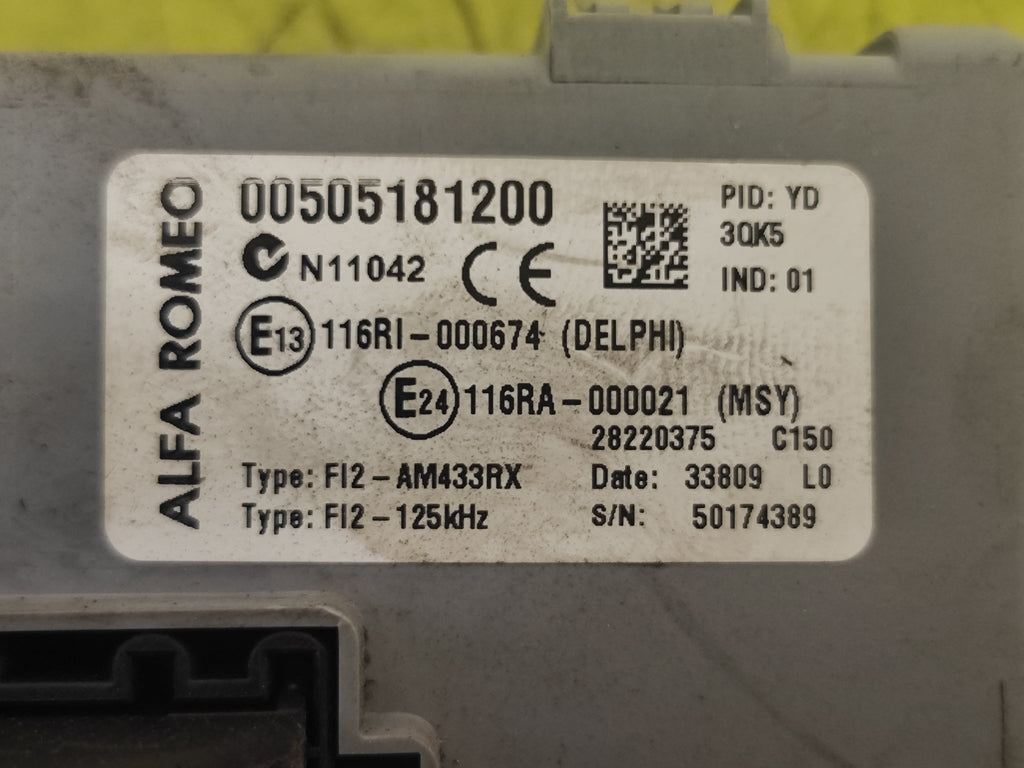 ALFA ROMEO
00505181200
N11042 CE
PID: YD
3QK5
IND: 01
E13 116RI-000674 (DELPHI)
E24 116RA-000021 (MSY)
28220375 C150
Type: FI2-AM433RX Date: 33809 L0
Type: FI2-125kHz S/N: 50174389